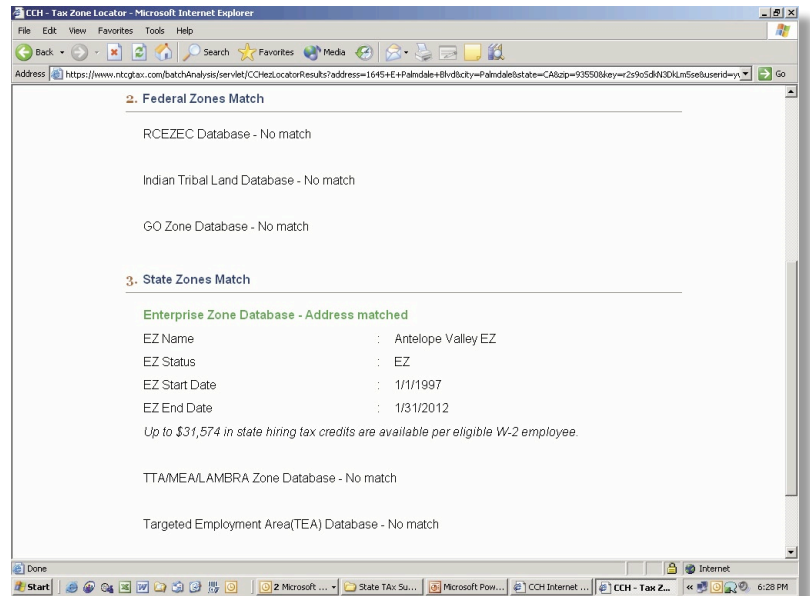 CCH - Tax Zone Locator - Microsoft Internet Explorer
File Edit View Favorites Tools Help
Back Search Favorites Media
Address https://www.ntcgtax.com/batchAnalysis/servlet/CCHezLocatorResults?address=1645+E+Palmdale+Blvd&city=Palmdale&state=CA&zip=93550&key=r2s9oSdkN3DkLm5se&userid=y Go
2. Federal Zones Match
RCEZEC Database - No match
Indian Tribal Land Database - No match
GO Zone Database - No match
3. State Zones Match
Enterprise Zone Database - Address matched
EZ Name : Antelope Valley EZ
EZ Status : EZ
EZ Start Date : 1/1/1997
EZ End Date : 1/31/2012
Up to $31,574 in state hiring tax credits are available per eligible W-2 employee.
TTA/MEA/LAMBRA Zone Database - No match
Targeted Employment Area(TEA) Database - No match
Done Internet
Start 2 Microsoft ... State TAx Su... Microsoft Pow... CCH Internet ... CCH - Tax Z... « 6:28 PM